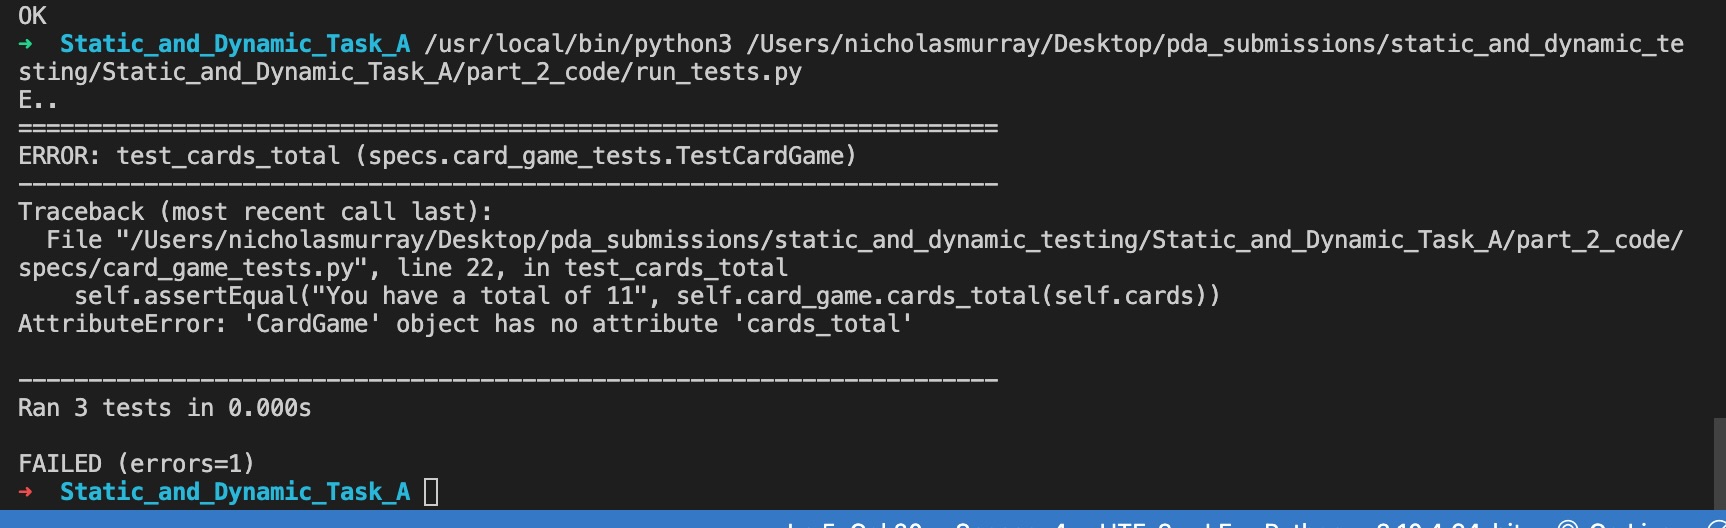 OK
➜  Static_and_Dynamic_Task_A /usr/local/bin/python3 /Users/nicholasmurray/Desktop/pda_submissions/static_and_dynamic_te
sting/Static_and_Dynamic_Task_A/part_2_code/run_tests.py
E..
======================================================================
ERROR: test_cards_total (specs.card_game_tests.TestCardGame)
----------------------------------------------------------------------
Traceback (most recent call last):
  File "/Users/nicholasmurray/Desktop/pda_submissions/static_and_dynamic_testing/Static_and_Dynamic_Task_A/part_2_code/
specs/card_game_tests.py", line 22, in test_cards_total
    self.assertEqual("You have a total of 11", self.card_game.cards_total(self.cards))
AttributeError: 'CardGame' object has no attribute 'cards_total'
----------------------------------------------------------------------
Ran 3 tests in 0.000s
FAILED (errors=1)
➜  Static_and_Dynamic_Task_A